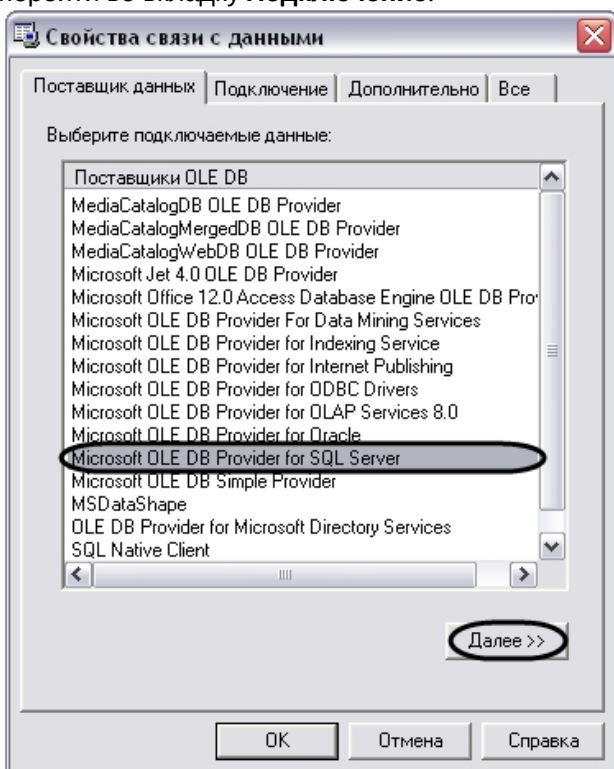 перейти во вкладку Подключение.
Свойства связи с данными
Поставщик данных Подключение Дополнительно Все
Выберите подключаемые данные:
Поставщики OLE DB
MediaCatalogDB OLE DB Provider
MediaCatalogMergedDB OLE DB Provider
MediaCatalogWebDB OLE DB Provider
Microsoft Jet 4.0 OLE DB Provider
Microsoft Office 12.0 Access Database Engine OLE DB Pro
Microsoft OLE DB Provider For Data Mining Services
Microsoft OLE DB Provider for Indexing Service
Microsoft OLE DB Provider for Internet Publishing
Microsoft OLE DB Provider for ODBC Drivers
Microsoft OLE DB Provider for OLAP Services 8.0
Microsoft OLE DB Provider for Oracle
Microsoft OLE DB Provider for SQL Server
Microsoft OLE DB Simple Provider
MSDataShape
OLE DB Provider for Microsoft Directory Services
SQL Native Client
Далее >>
OK Отмена Справка